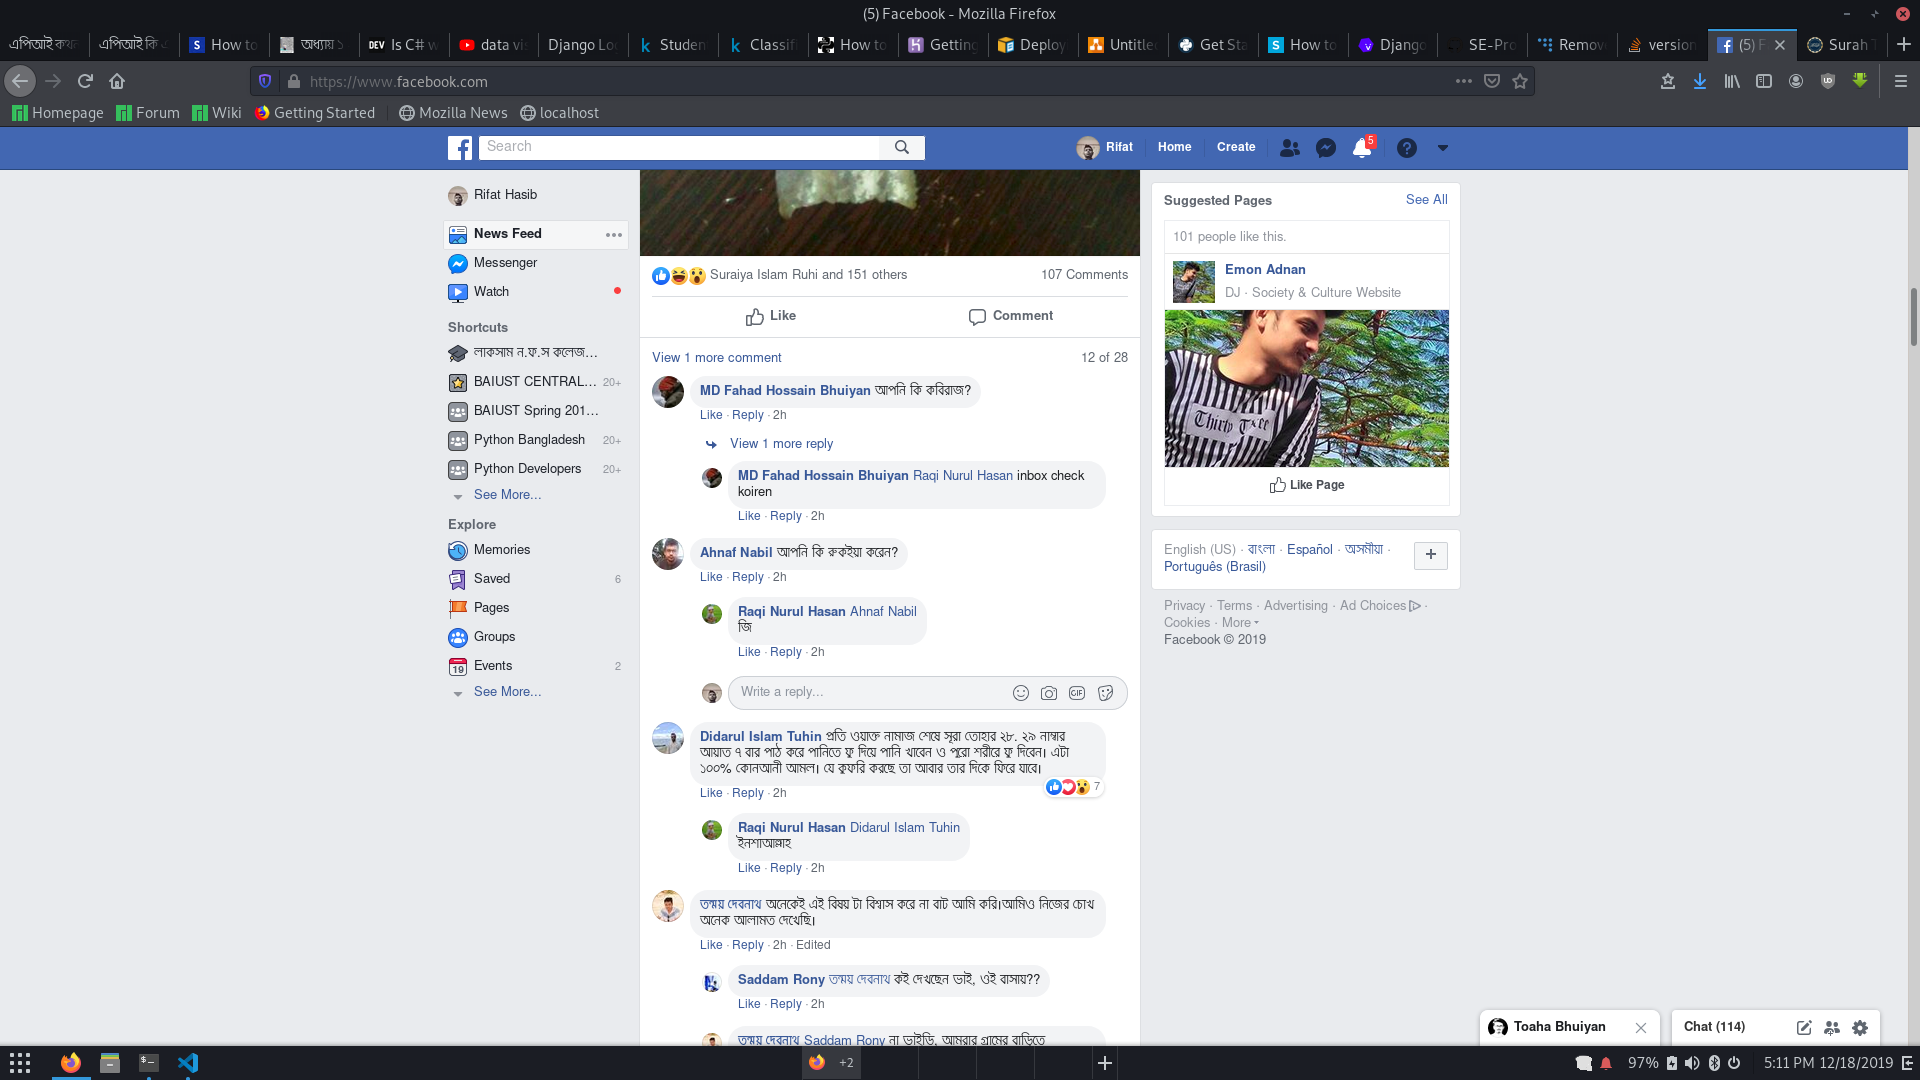 (5) Facebook - Mozilla Firefox
এপিআই কখন
এপিআই কি এ
How to
অধ্যায় ১
Is C# w
data vi
Django Lo
Studen
Classif
How to
Getting
Deploy
Untitle
Get Sta
How to
Django
SE-Pro
Remov
version
(5) F
Surah T
https://www.facebook.com
Homepage
Forum
Wiki
Getting Started
Mozilla News
localhost
Search
Rifat
Home
Create
5
Rifat Hasib
News Feed
Messenger
Watch
Shortcuts
লাকসাম ন.ফ.স কলেজ...
BAIUST CENTRAL... 20+
BAIUST Spring 201...
Python Bangladesh 20+
Python Developers 20+
See More...
Explore
Memories
Saved 6
Pages
Groups
Events 2
See More...
Suraiya Islam Ruhi and 151 others
107 Comments
Like
Comment
View 1 more comment
12 of 28
MD Fahad Hossain Bhuiyan আপনি কি কবিরাজ?
Like · Reply · 2h
View 1 more reply
MD Fahad Hossain Bhuiyan Raqi Nurul Hasan inbox check
koiren
Like · Reply · 2h
Ahnaf Nabil আপনি কি রুকইয়া করেন?
Like · Reply · 2h
Raqi Nurul Hasan Ahnaf Nabil
জি
Like · Reply · 2h
Write a reply...
GIF
Didarul Islam Tuhin প্রতি ওয়াক্ত নামাজ শেষে সূরা তোহার ২৮. ২৯ নাম্বার
আয়াত ৭ বার পাঠ করে পানিতে ফু দিয়ে পানি খাবেন ও পুরো শরীরে ফু দিবেন। এটা
১০০% কোনআনী আমল। যে কুফরি করছে তা আবার তার দিকে ফিরে যাবে।
7
Like · Reply · 2h
Raqi Nurul Hasan Didarul Islam Tuhin
ইনশাআল্লাহ
Like · Reply · 2h
তন্ময় দেবনাথ অনেকেই এই বিষয় টা বিশ্বাস করে না বাট আমি করি।আমিও নিজের চোখ
অনেক আলামত দেখেছি।
Like · Reply · 2h · Edited
Saddam Rony তন্ময় দেবনাথ কই দেখছেন ভাই, ওই বাসায়??
Like · Reply · 2h
তন্ময় দেবনাথ Saddam Rony না ভাইডি, আমরার গ্রামের বাড়িতে
Suggested Pages
See All
101 people like this.
Emon Adnan
DJ · Society & Culture Website
Thirty
Like Page
English (US) · বাংলা · Español · অসমীয়া ·
Português (Brasil)
Privacy · Terms · Advertising · Ad Choices ·
Cookies · More
Facebook © 2019
Toaha Bhuiyan
Chat (114)
+2
97%
5:11 PM 12/18/2019